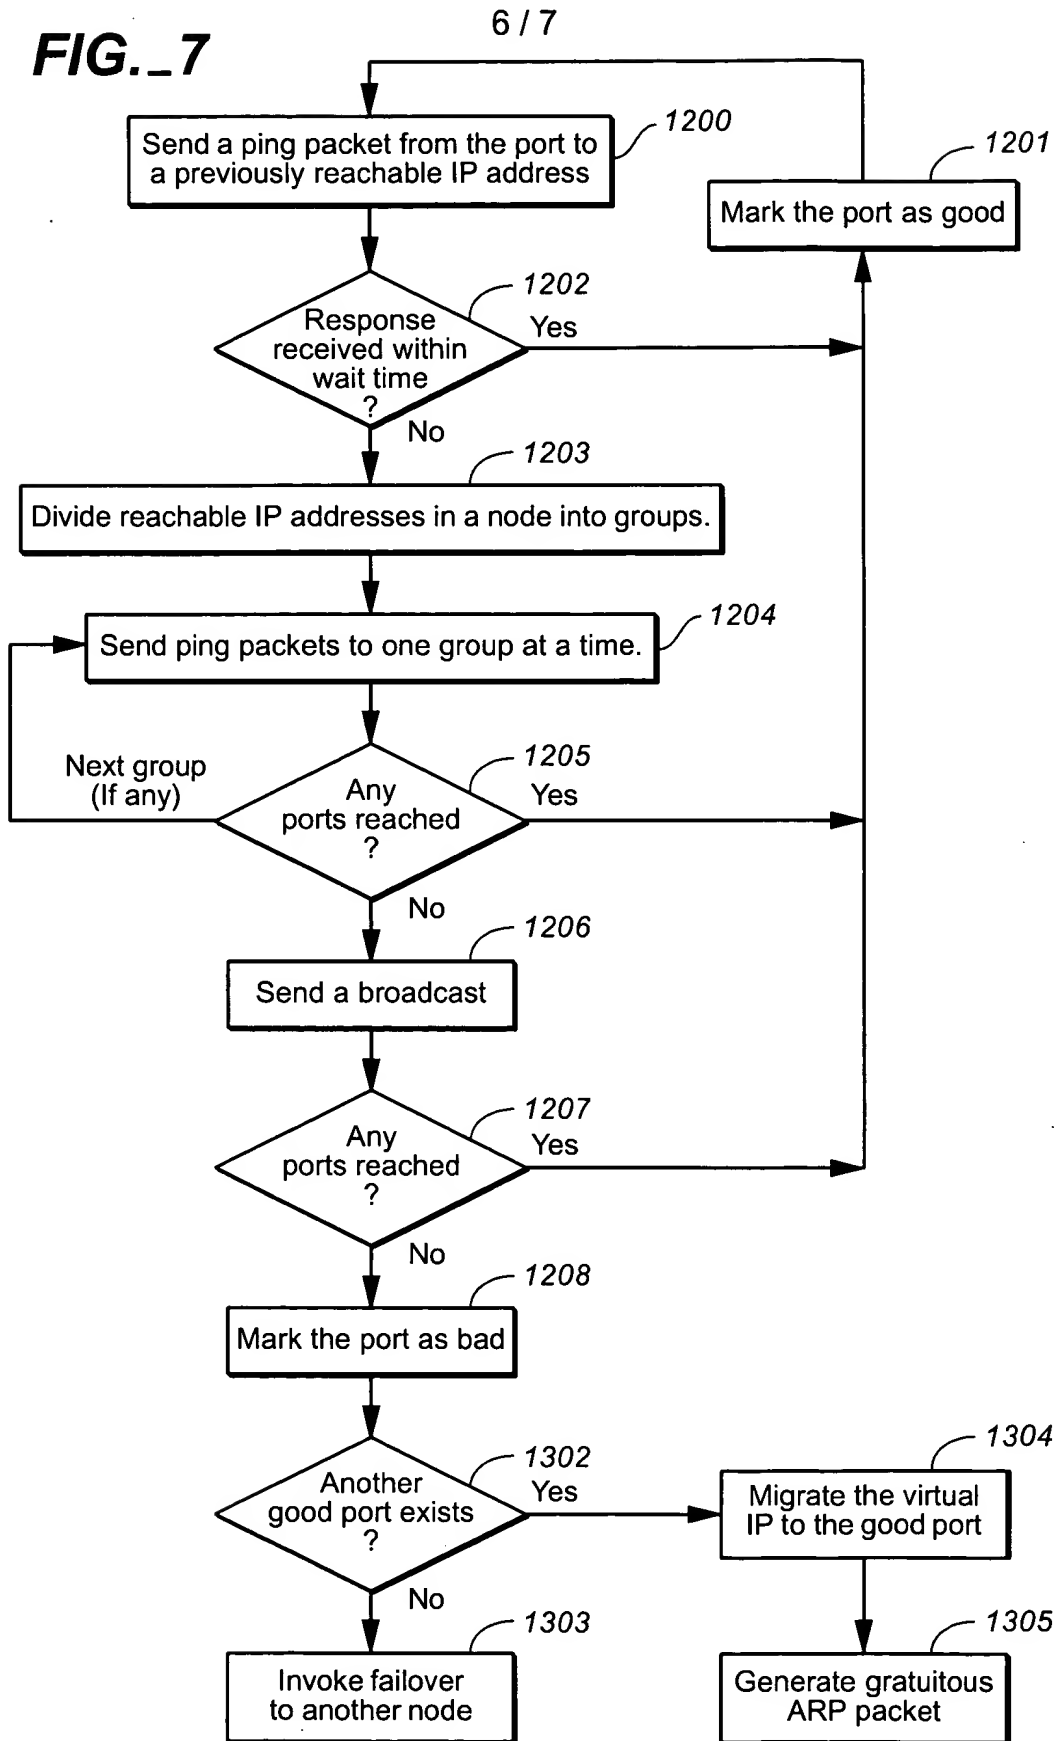 6 / 7
FIG._7
Send a ping packet from the port to
a previously reachable IP address
1200
1201
Mark the port as good
1202
Response
received within
wait time
?
Yes
No
1203
Divide reachable IP addresses in a node into groups.
1204
Send ping packets to one group at a time.
Next group
(If any)
1205
Any
ports reached
?
Yes
No
1206
Send a broadcast
1207
Any
ports reached
?
Yes
No
1208
Mark the port as bad
1302
Another
good port exists
?
Yes
No
1304
Migrate the virtual
IP to the good port
1303
Invoke failover
to another node
1305
Generate gratuitous
ARP packet